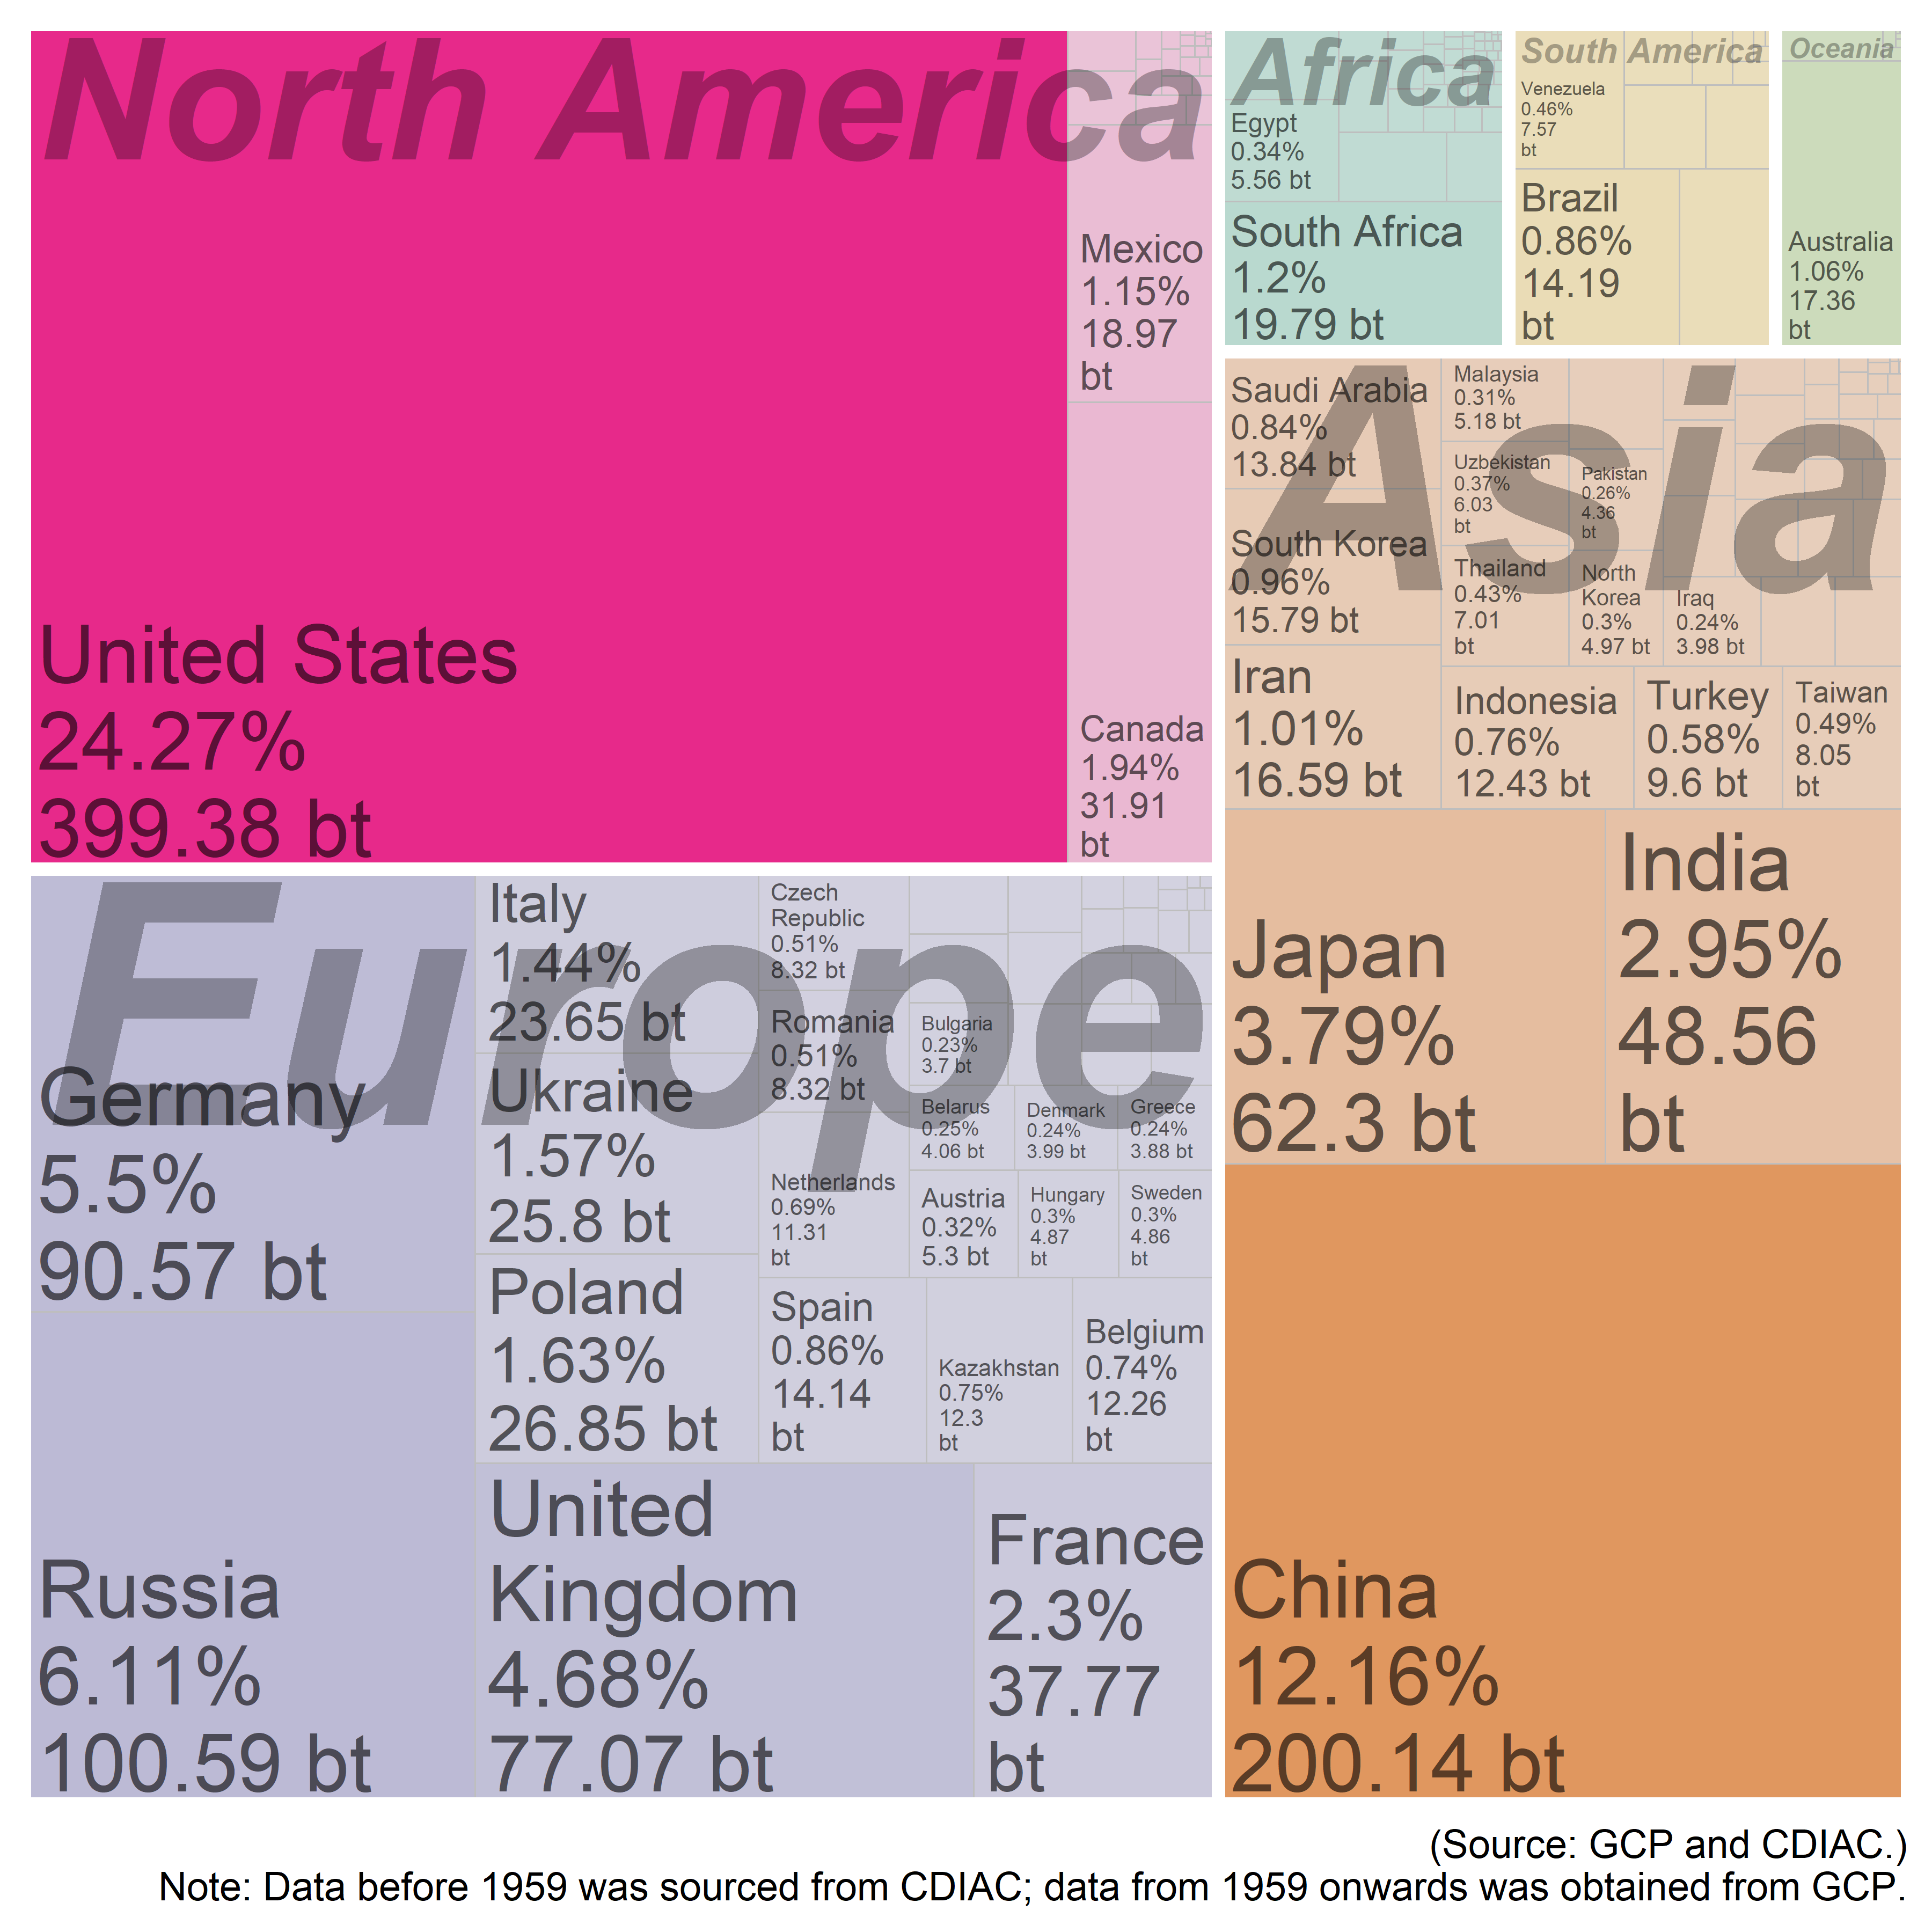 North America
United States
24.27%
399.38 bt
Mexico
1.15%
18.97
bt
Canada
1.94%
31.91
bt
Africa
Egypt
0.34%
5.56 bt
South Africa
1.2%
19.79 bt
South America
Venezuela
0.46%
7.57
bt
Brazil
0.86%
14.19
bt
Oceania
Australia
1.06%
17.36
bt
Asia
Saudi Arabia
0.84%
13.84 bt
South Korea
0.96%
15.79 bt
Iran
1.01%
16.59 bt
Malaysia
0.31%
5.18 bt
Uzbekistan
0.37%
6.03
bt
Thailand
0.43%
7.01
bt
Pakistan
0.26%
4.36
bt
North
Korea
0.3%
4.97 bt
Iraq
0.24%
3.98 bt
Indonesia
0.76%
12.43 bt
Turkey
0.58%
9.6 bt
Taiwan
0.49%
8.05
bt
Japan
3.79%
62.3 bt
India
2.95%
48.56
bt
China
12.16%
200.14 bt
Europe
Germany
5.5%
90.57 bt
Russia
6.11%
100.59 bt
Italy
1.44%
23.65 bt
Ukraine
1.57%
25.8 bt
Poland
1.63%
26.85 bt
United
Kingdom
4.68%
77.07 bt
France
2.3%
37.77
bt
Czech
Republic
0.51%
8.32 bt
Romania
0.51%
8.32 bt
Netherlands
0.69%
11.31
bt
Bulgaria
0.23%
3.7 bt
Belarus
0.25%
4.06 bt
Denmark
0.24%
3.99 bt
Greece
0.24%
3.88 bt
Austria
0.32%
5.3 bt
Hungary
0.3%
4.87
bt
Sweden
0.3%
4.86
bt
Spain
0.86%
14.14
bt
Kazakhstan
0.75%
12.3
bt
Belgium
0.74%
12.26
bt
(Source: GCP and CDIAC.)
Note: Data before 1959 was sourced from CDIAC; data from 1959 onwards was obtained from GCP.